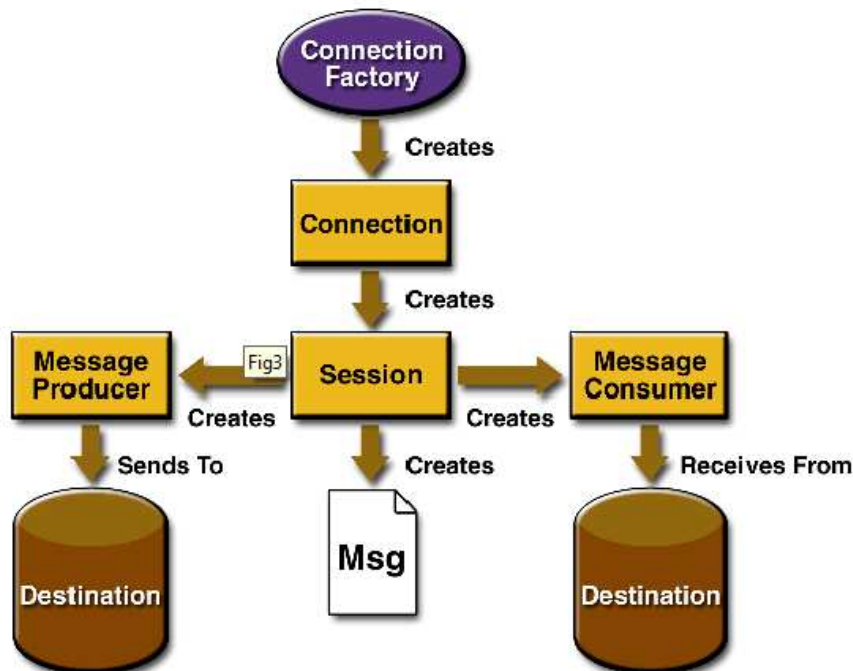 Connection
Factory
Creates
Connection
Creates
Message
Producer
Fig3
Session
Message
Consumer
Creates
Creates
Sends To
Creates
Receives From
Destination
Msg
Destination